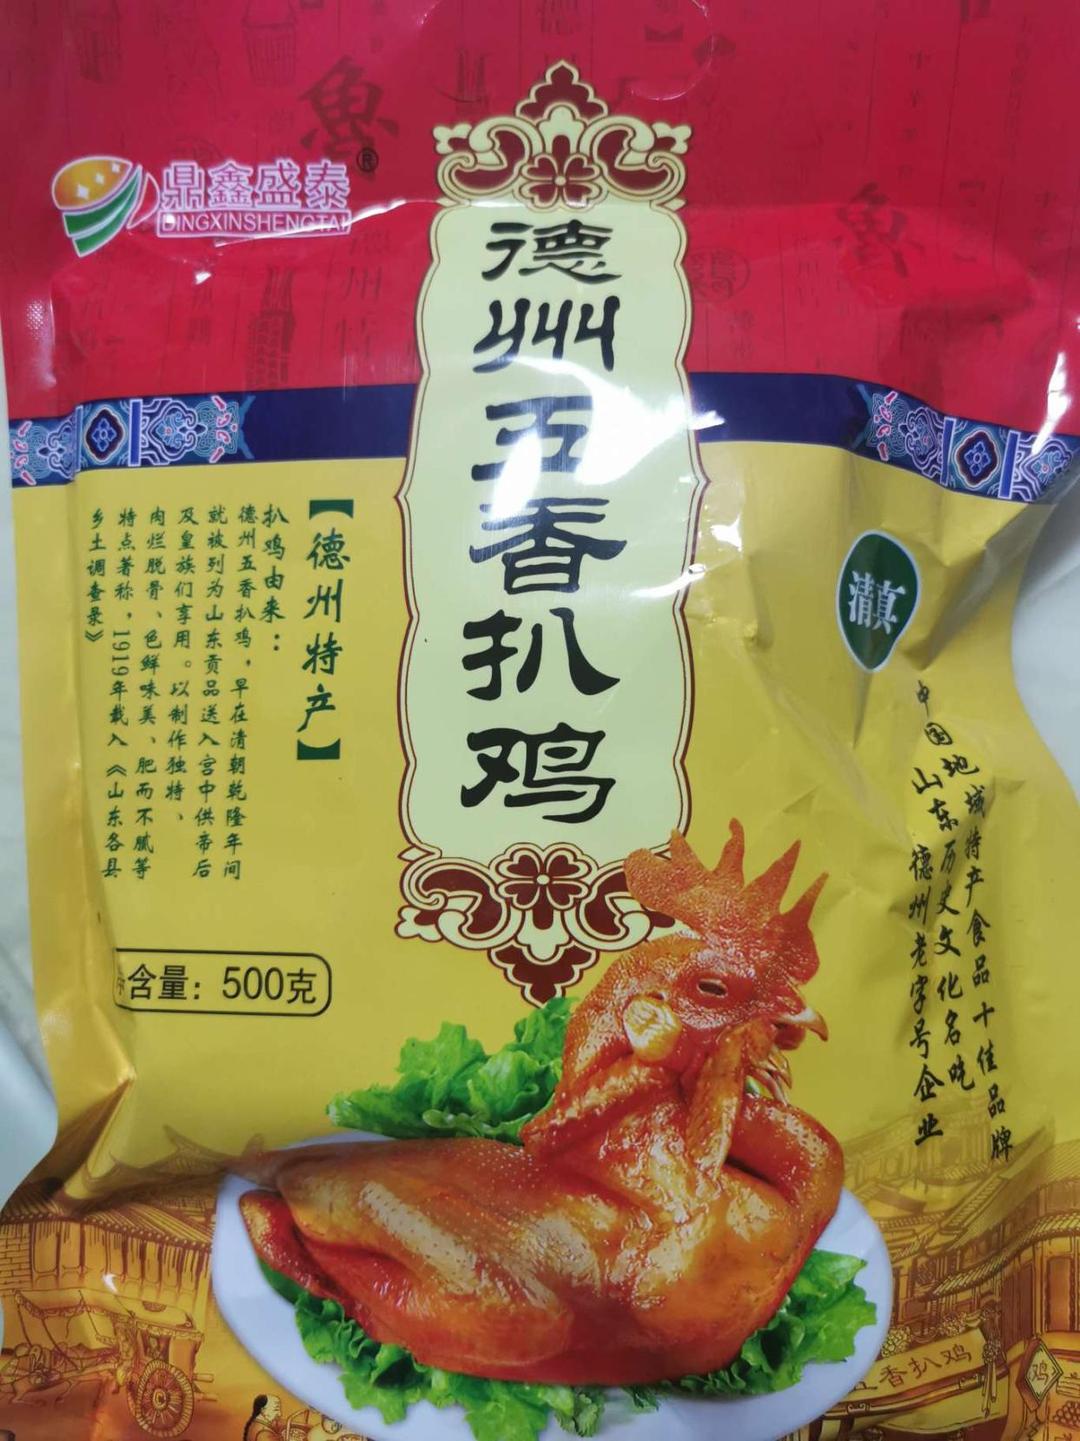 鼎鑫盛泰®
DINGXINSHENGTAI
德州五香扒鸡
【德州特产】
扒鸡由来：
德州五香扒鸡，早在清朝乾隆年间
就被列为山东贡品送入宫中供帝后
及皇族们享用。以制作独特、
肉烂脱骨、色鲜味美、肥而不腻等
特点著称，1919年载入《山东各县
乡土调查录》
清真
中国地域特产食品十佳品牌
山东历史文化名吃
德州老字号企业
含量：500克
魯
魯
五香扒鸡
鸡